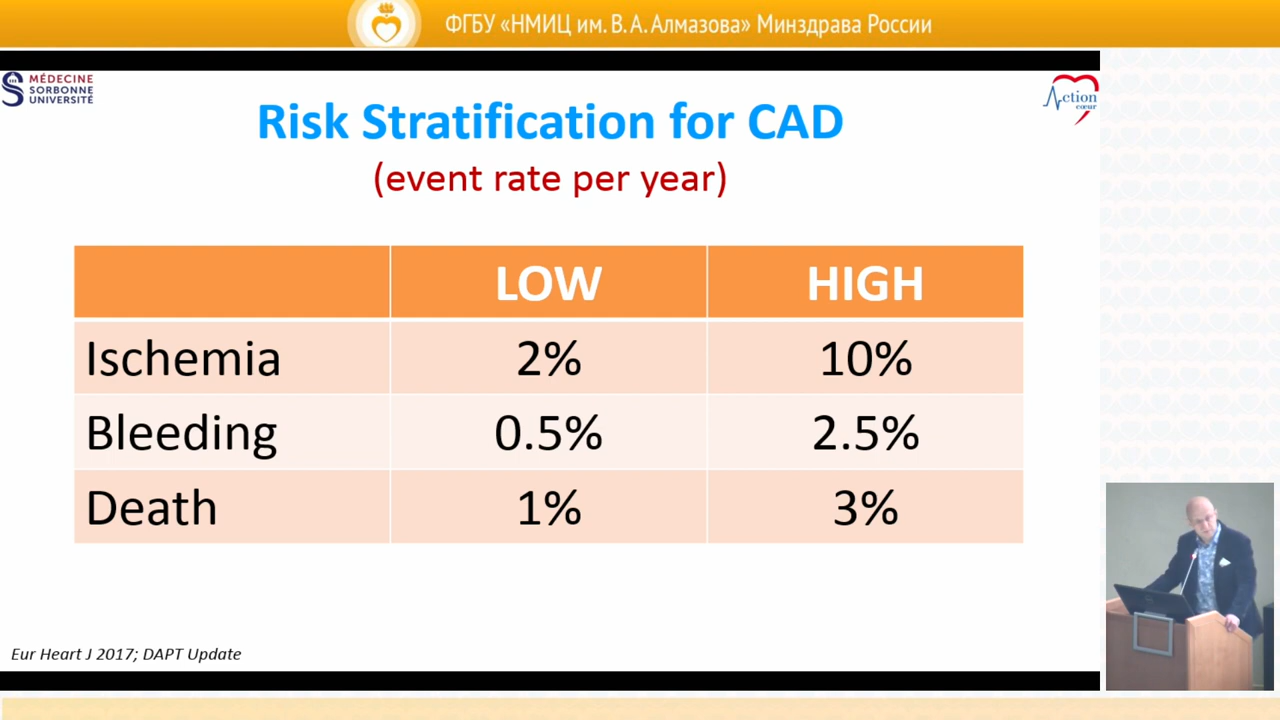 ФГБУ «НМИЦ им. В. А. Алмазова» Минздрава России
MÉDECINE
SORBONNE
UNIVERSITÉ
Action
cœur
Risk Stratification for CAD
(event rate per year)
LOW HIGH
Ischemia 2% 10%
Bleeding 0.5% 2.5%
Death 1% 3%
Eur Heart J 2017; DAPT Update